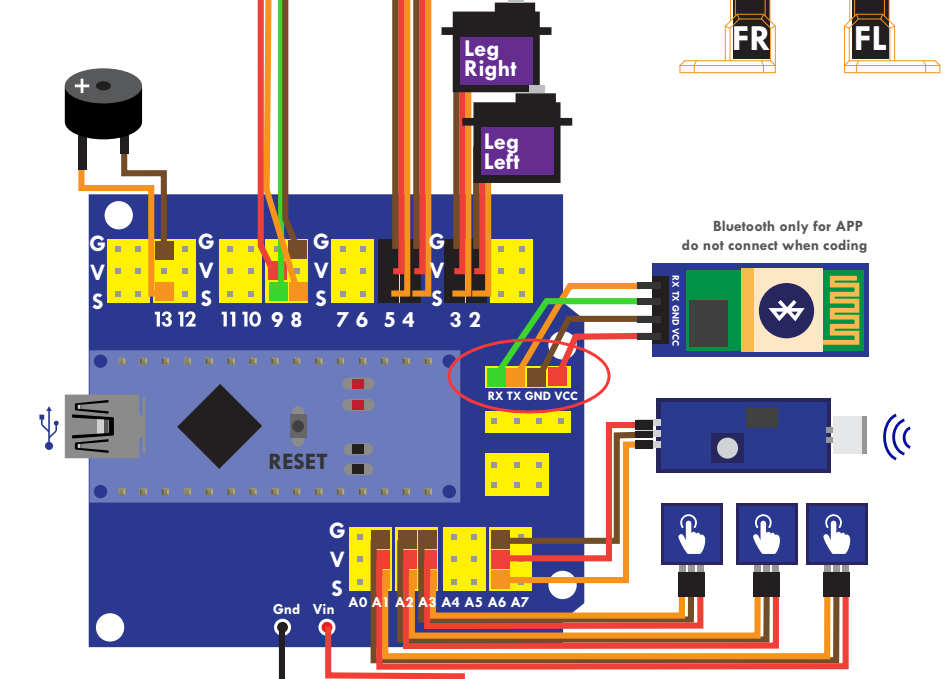 FR
FL
Leg
Right
Leg
Left
+
Bluetooth only for APP
do not connect when coding
G
V
S
G
V
S
G
V
S
G
V
S
13 12
11 10
9 8
7 6
5 4
3 2
RX TX GND VCC
RX TX GND VCC
RESET
G
V
S
A0 A1 A2 A3 A4 A5 A6 A7
Gnd
Vin